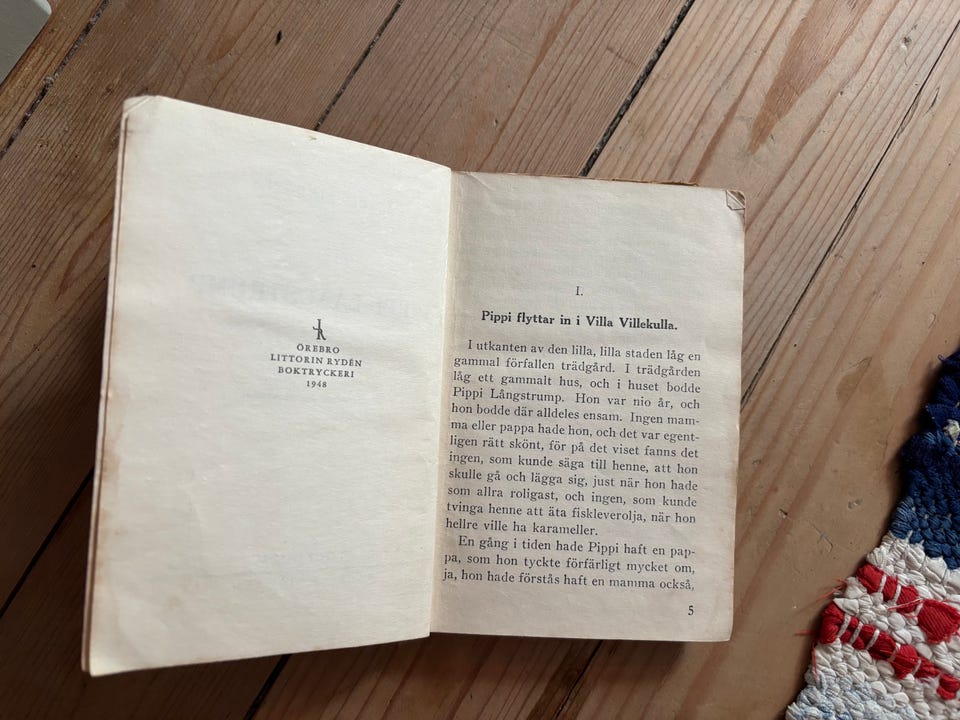 ÖREBRO
LITTORIN RYDÉN
BOKTRYCKERI
1948
I.
Pippi flyttar in i Villa Villekulla.
I utkanten av den lilla, lilla staden låg en
gammal förfallen trädgård. I trädgården
låg ett gammalt hus, och i huset bodde
Pippi Långstrump. Hon var nio år, och
hon bodde där alldeles ensam. Ingen mam-
ma eller pappa hade hon, och det var egent-
ligen rätt skönt, för på det viset fanns det
ingen, som kunde säga till henne, att hon
skulle gå och lägga sig, just när hon hade
som allra roligast, och ingen, som kunde
tvinga henne att äta fiskleverolja, när hon
hellre ville ha karameller.
En gång i tiden hade Pippi haft en pap-
pa, som hon tyckte förfärligt mycket om,
ja, hon hade förstås haft en mamma också,
5